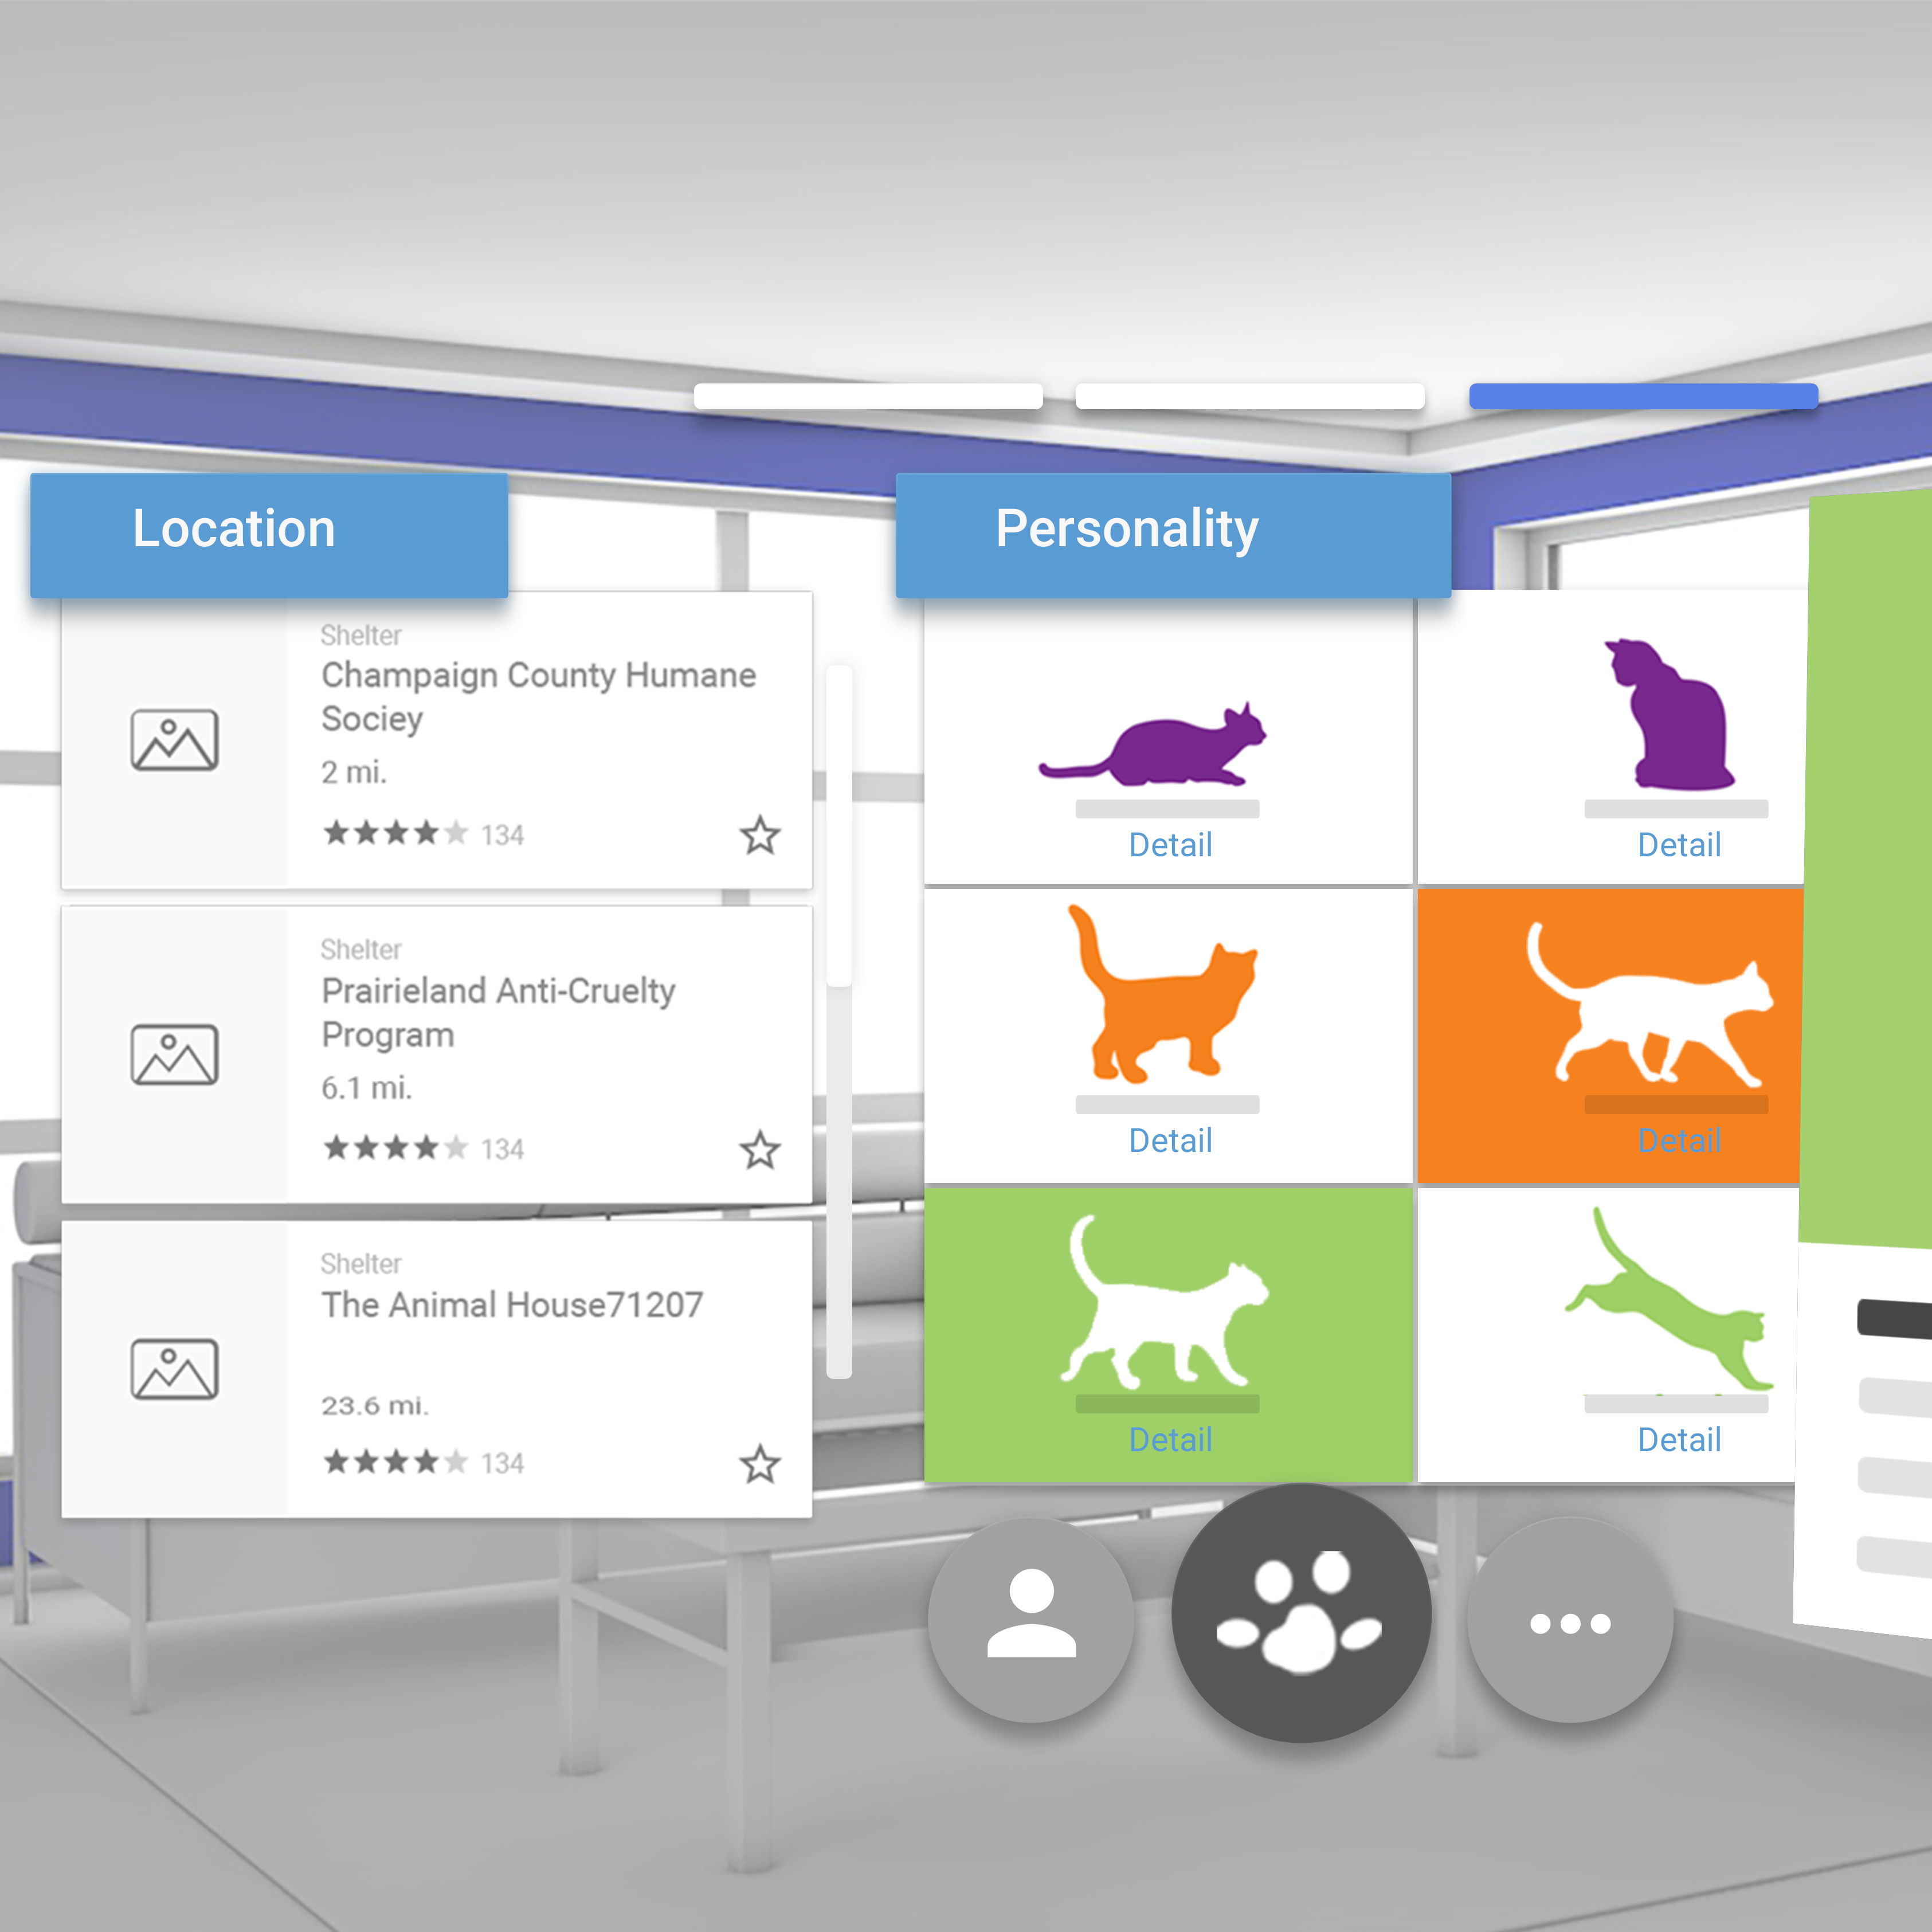 Location
Shelter
Champaign County Humane
Sociey
2 mi.
134
Shelter
Prairieland Anti-Cruelty
Program
6.1 mi.
134
Shelter
The Animal House71207
23.6 mi.
134
Personality
Detail
Detail
Detail
Detail
Detail
Detail